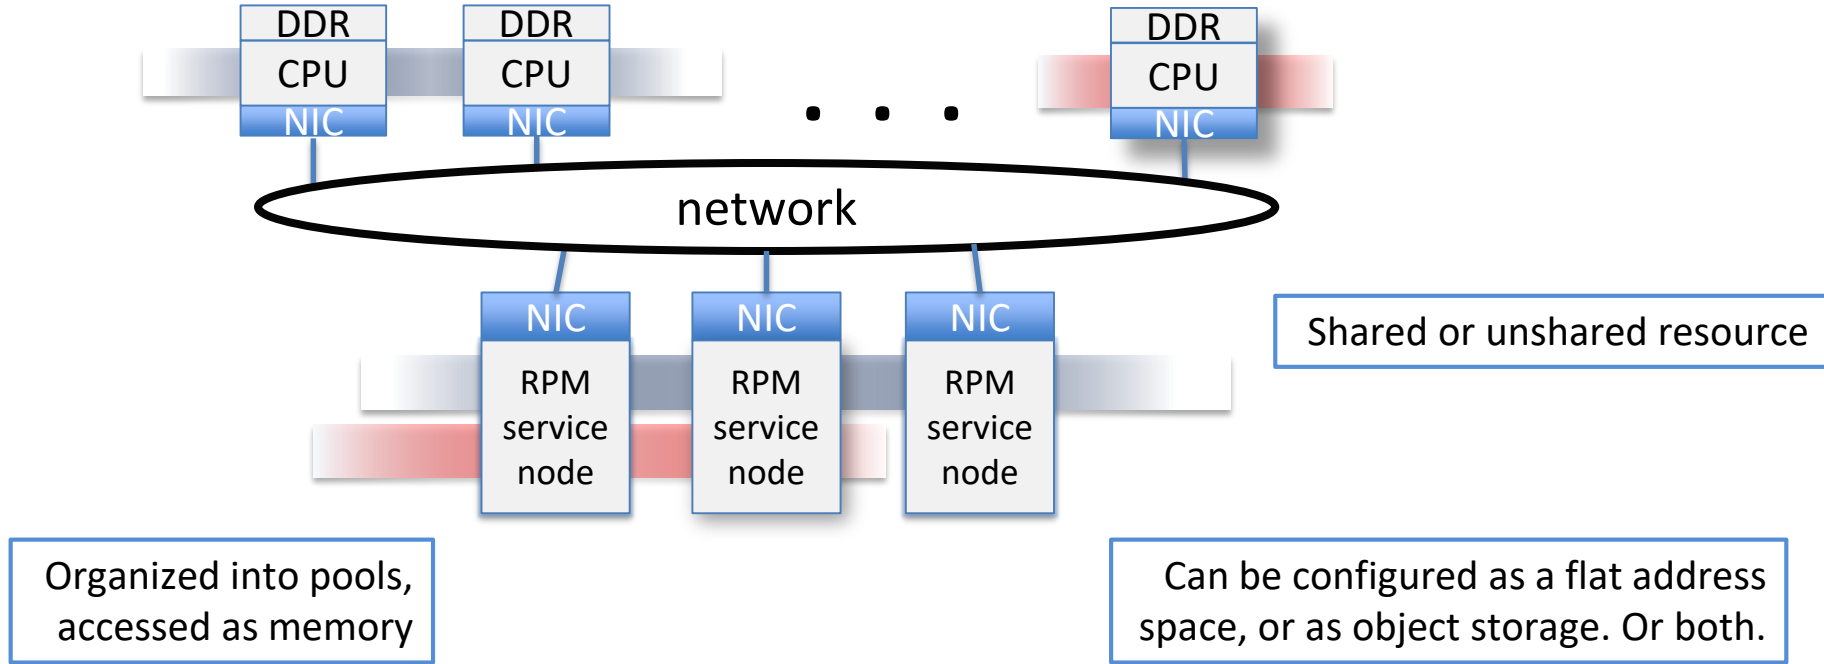 DDR
CPU
NIC
DDR
CPU
NIC
. . .
DDR
CPU
NIC
network
NIC
RPM
service
node
NIC
RPM
service
node
NIC
RPM
service
node
Shared or unshared resource
Organized into pools,
accessed as memory
Can be configured as a flat address
space, or as object storage. Or both.